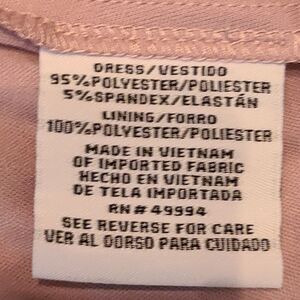 DRESS/VESTIDO
95%POLYESTER/POLIESTER
5%SPANDEX/ELASTÁN
LINING/FORRO
100%POLYESTER/POLIESTER
MADE IN VIETNAM
OF IMPORTED FABRIC
HECHO EN VIETNAM
DE TELA IMPORTADA
RN# 49994
SEE REVERSE FOR CARE
VER AL DORSO PARA CUIDADO